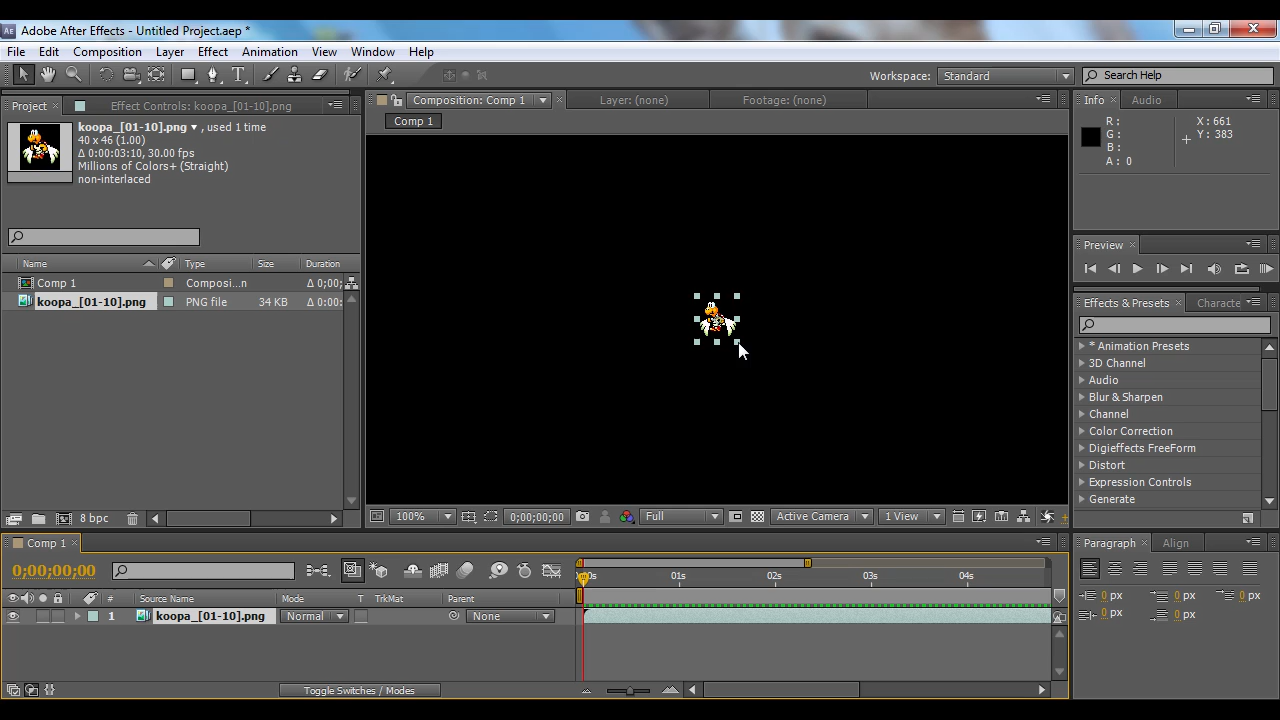 Ae Adobe After Effects - Untitled Project.aep *
File Edit Composition Layer Effect Animation View Window Help
T Workspace: Standard Search Help
Project × Effect Controls: koopa_[01-10].png
koopa_[01-10].png ▼ , used 1 time
40 x 46 (1.00)
Δ 0:00:03:10, 30.00 fps
Millions of Colors+ (Straight)
non-interlaced
Name Type Size Duration
Comp 1 Composi...n Δ 0;00;
koopa_[01-10].png PNG file 34 KB Δ 0:00:
8 bpc
Composition: Comp 1 × Layer: (none) Footage: (none)
Comp 1
100% 0;00;00;00 Full Active Camera 1 View
Info × Audio
R : X : 661
G : Y : 383
B :
A : 0
Preview ×
Effects & Presets × Characte
* Animation Presets
3D Channel
Audio
Blur & Sharpen
Channel
Color Correction
Digieffects FreeForm
Distort
Expression Controls
Generate
Comp 1 ×
0;00;00;00
# Source Name Mode T TrkMat Parent
0s 01s 02s 03s 04s
1 koopa_[01-10].png Normal None
Toggle Switches / Modes
Paragraph × Align
0 px 0 px 0 px
0 px 0 px